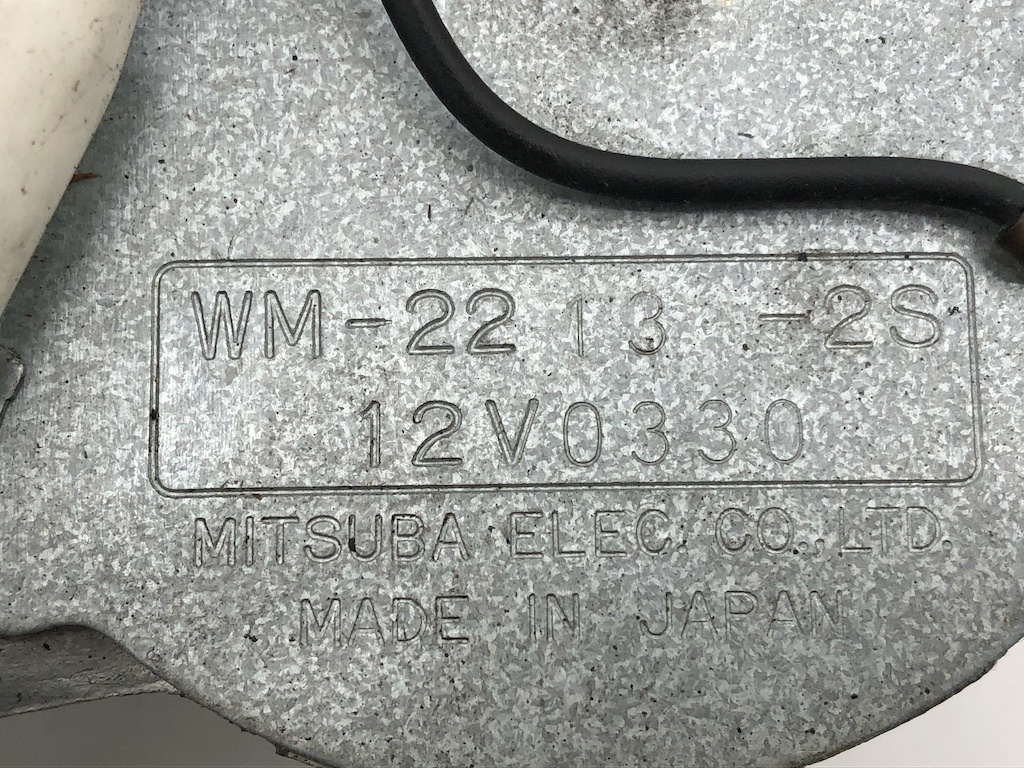 WM-2213 -2S
12V0330
MITSUBA ELEC. CO.,LTD.
MADE IN JAPAN